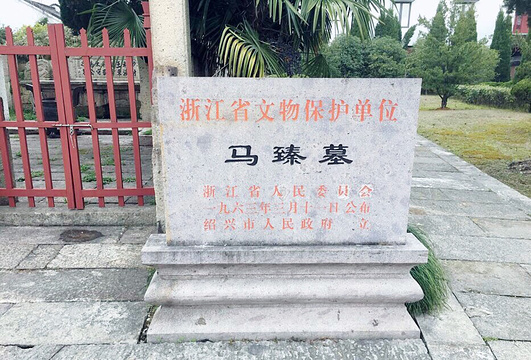 浙江省文物保护单位
马臻墓
浙江省人民委员会
一九六三年三月十一日公布
绍兴市人民政府 立